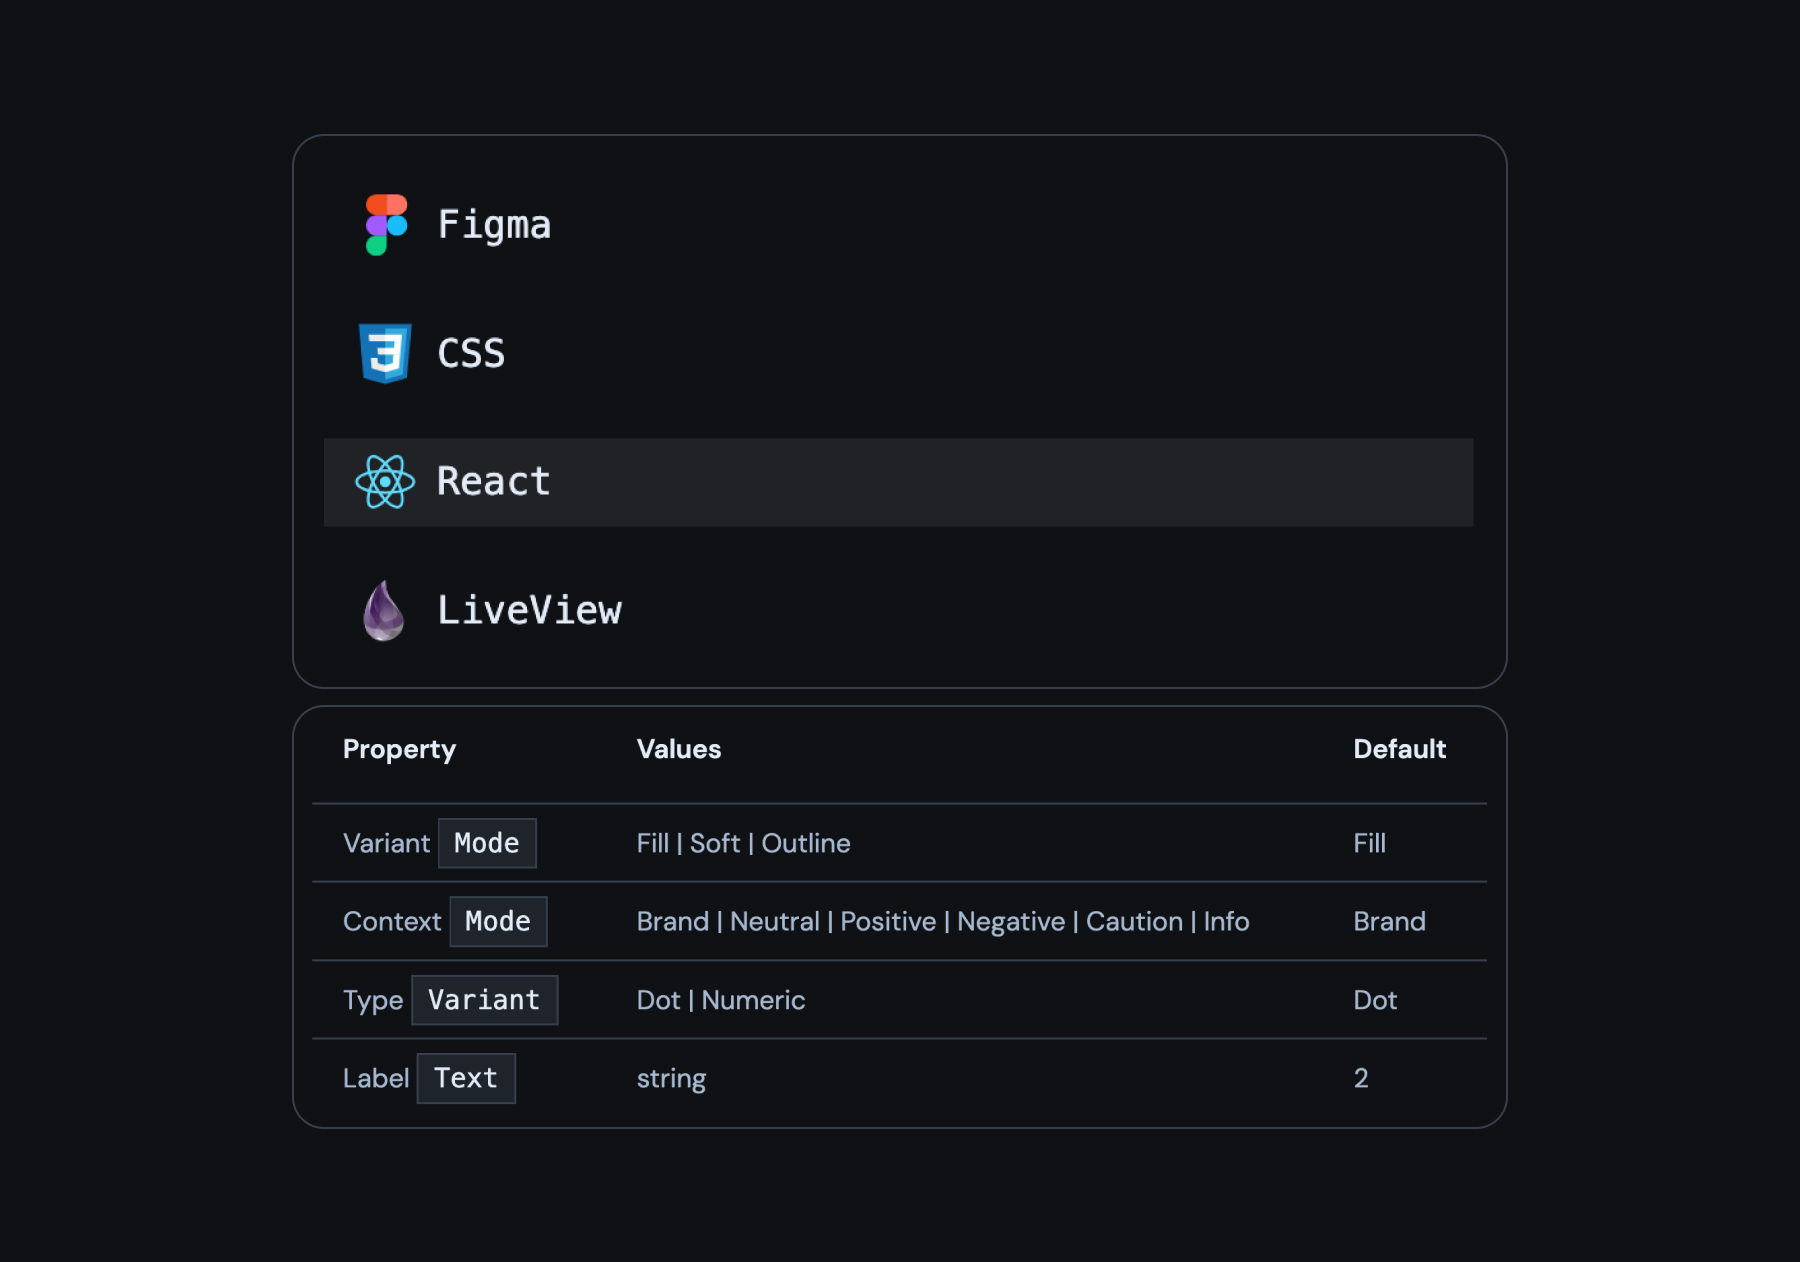 Figma
CSS
React
LiveView
Property Values Default
Variant Mode Fill | Soft | Outline Fill
Context Mode Brand | Neutral | Positive | Negative | Caution | Info Brand
Type Variant Dot | Numeric Dot
Label Text string 2